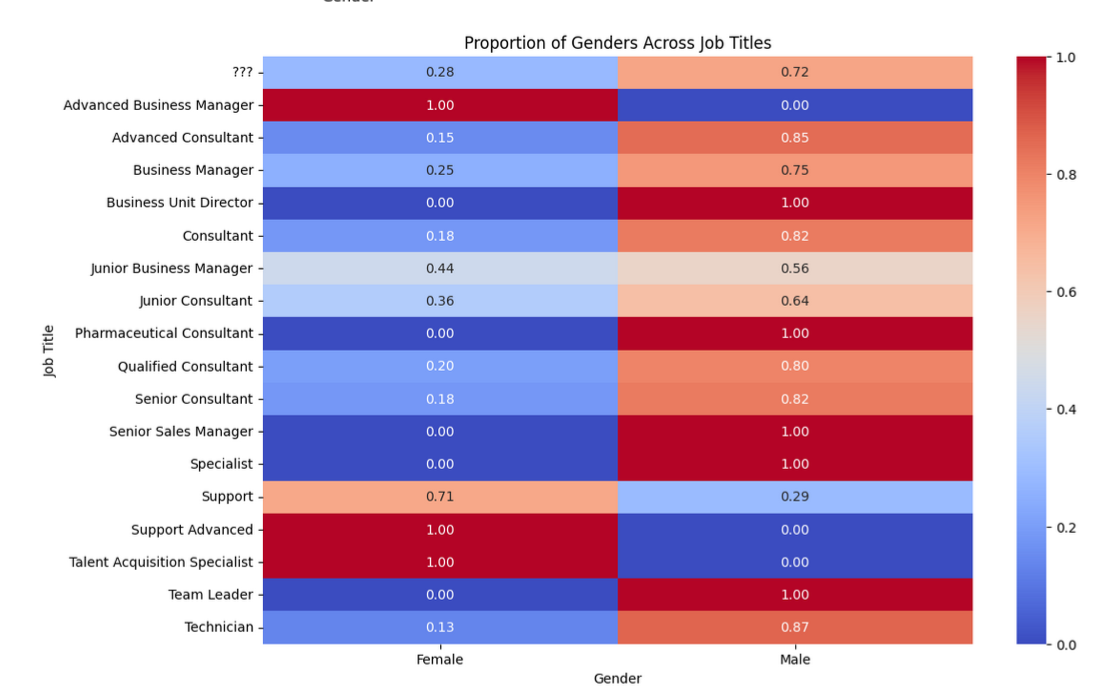 Gender
Proportion of Genders Across Job Titles
??? 0.28 0.72 1.0
Advanced Business Manager 1.00 0.00
Advanced Consultant 0.15 0.85
Business Manager 0.25 0.75 0.8
Business Unit Director 0.00 1.00
Consultant 0.18 0.82
Junior Business Manager 0.44 0.56
Junior Consultant 0.36 0.64 0.6
Pharmaceutical Consultant 0.00 1.00
Job Title
Qualified Consultant 0.20 0.80
Senior Consultant 0.18 0.82 0.4
Senior Sales Manager 0.00 1.00
Specialist 0.00 1.00
Support 0.71 0.29
Support Advanced 1.00 0.00 0.2
Talent Acquisition Specialist 1.00 0.00
Team Leader 0.00 1.00
Technician 0.13 0.87 0.0
Female Male
Gender